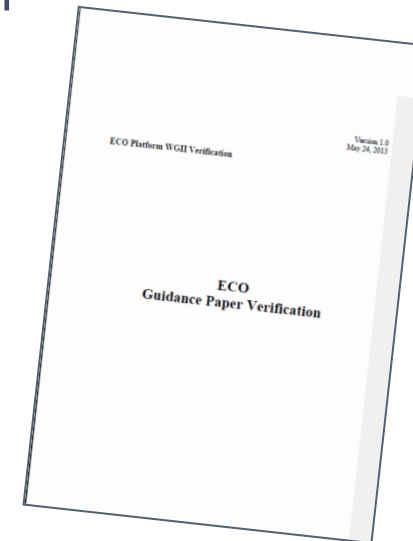 ECO Platform WGII Verification
Version 1.0
May 24, 2013
ECO
Guidance Paper Verification